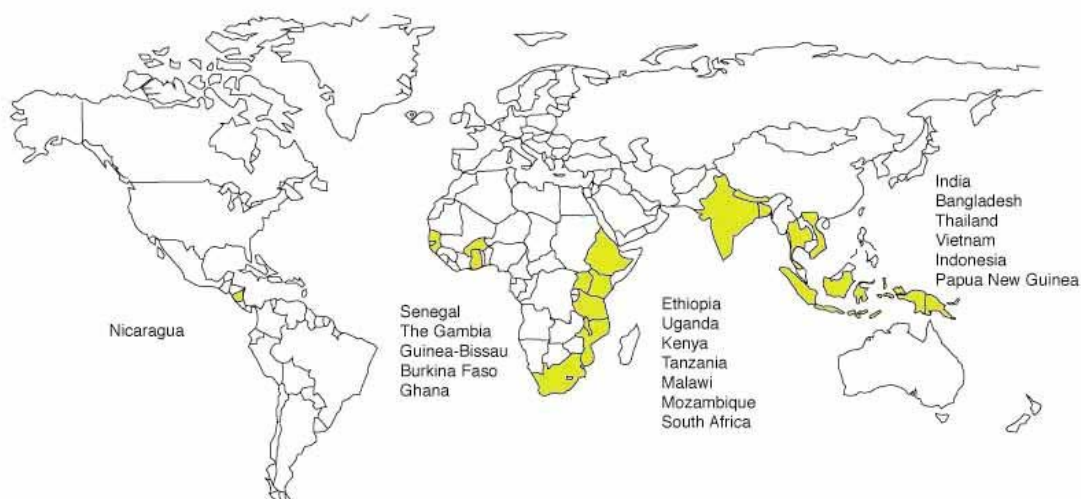 Nicaragua
Senegal
The Gambia
Guinea-Bissau
Burkina Faso
Ghana
Ethiopia
Uganda
Kenya
Tanzania
Malawi
Mozambique
South Africa
India
Bangladesh
Thailand
Vietnam
Indonesia
Papua New Guinea